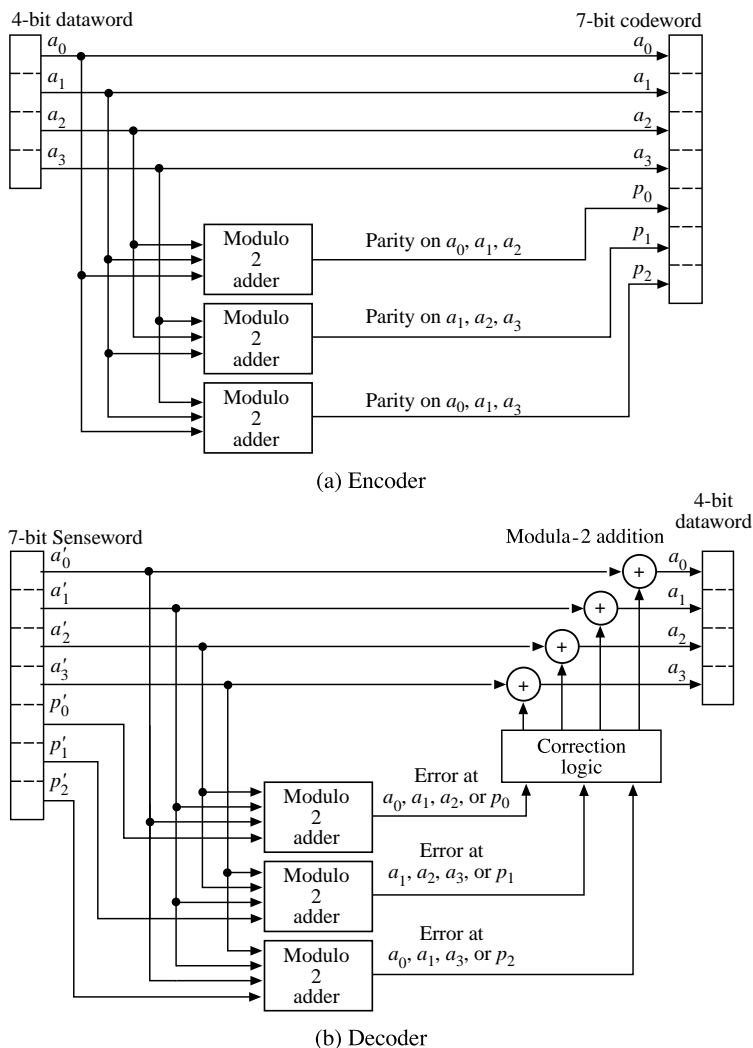 4-bit dataword
7-bit codeword
a0
a0
a1
a1
a2
a2
a3
a3
p0
Modulo
2
adder
Parity on a0, a1, a2
p1
p2
Modulo
2
adder
Parity on a1, a2, a3
Modulo
2
adder
Parity on a0, a1, a3
(a) Encoder
4-bit
dataword
7-bit Senseword
Modula-2 addition
a′0
+
a0
a′1
+
a1
a′2
+
a2
a′3
+
a3
p′0
p′1
p′2
Correction
logic
Modulo
2
adder
Error at
a0, a1, a2, or p0
Modulo
2
adder
Error at
a1, a2, a3, or p1
Modulo
2
adder
Error at
a0, a1, a3, or p2
(b) Decoder